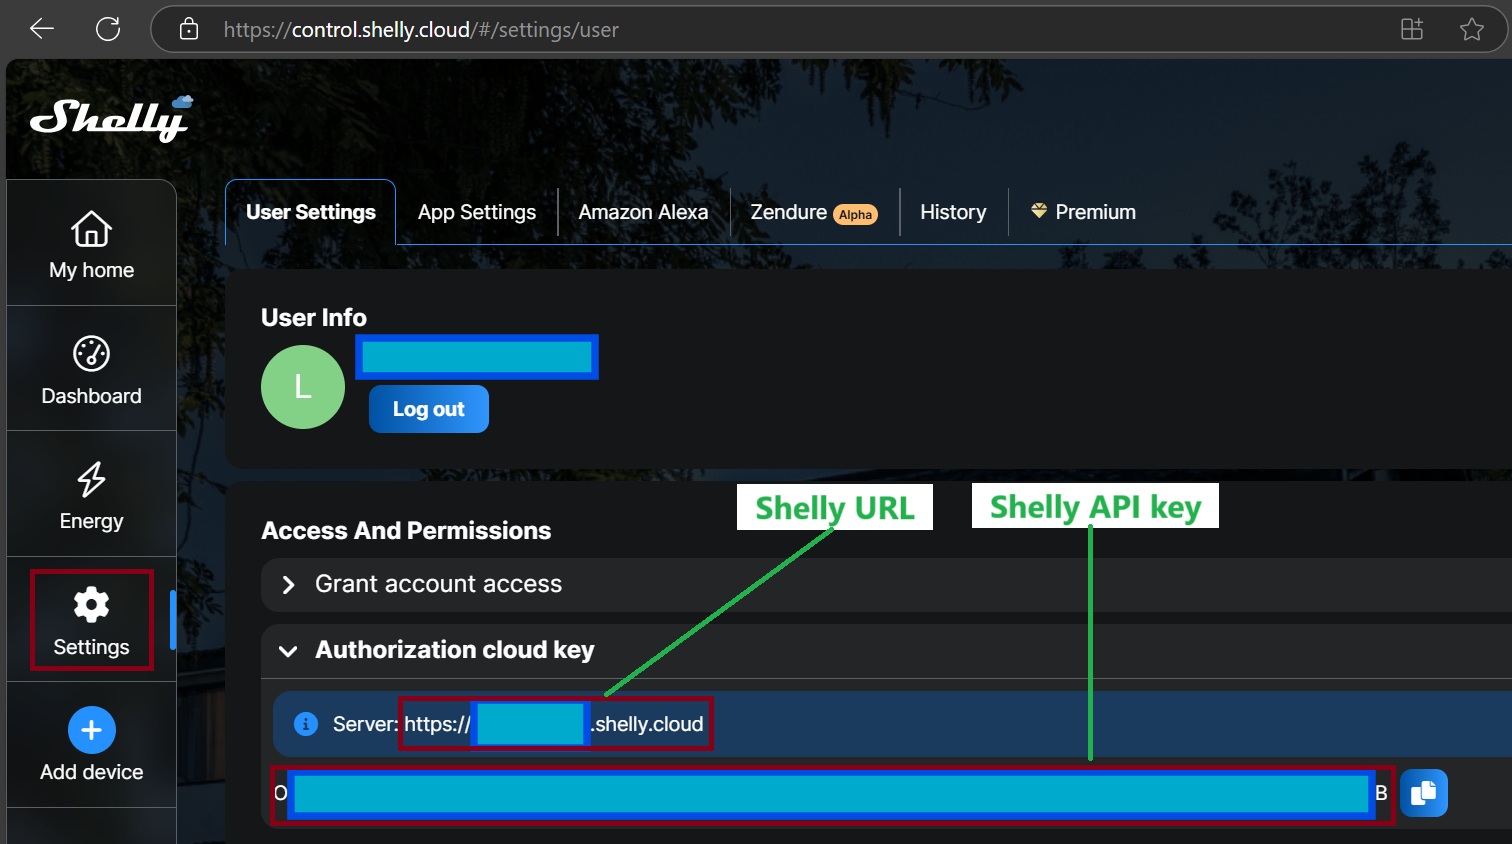 https://control.shelly.cloud/#/settings/user
Shelly
My home
Dashboard
Energy
Settings
Add device
User Settings
App Settings
Amazon Alexa
Zendure Alpha
History
Premium
User Info
L
Log out
Shelly URL
Shelly API key
Access And Permissions
Grant account access
Authorization cloud key
Server: https:// .shelly.cloud
O B